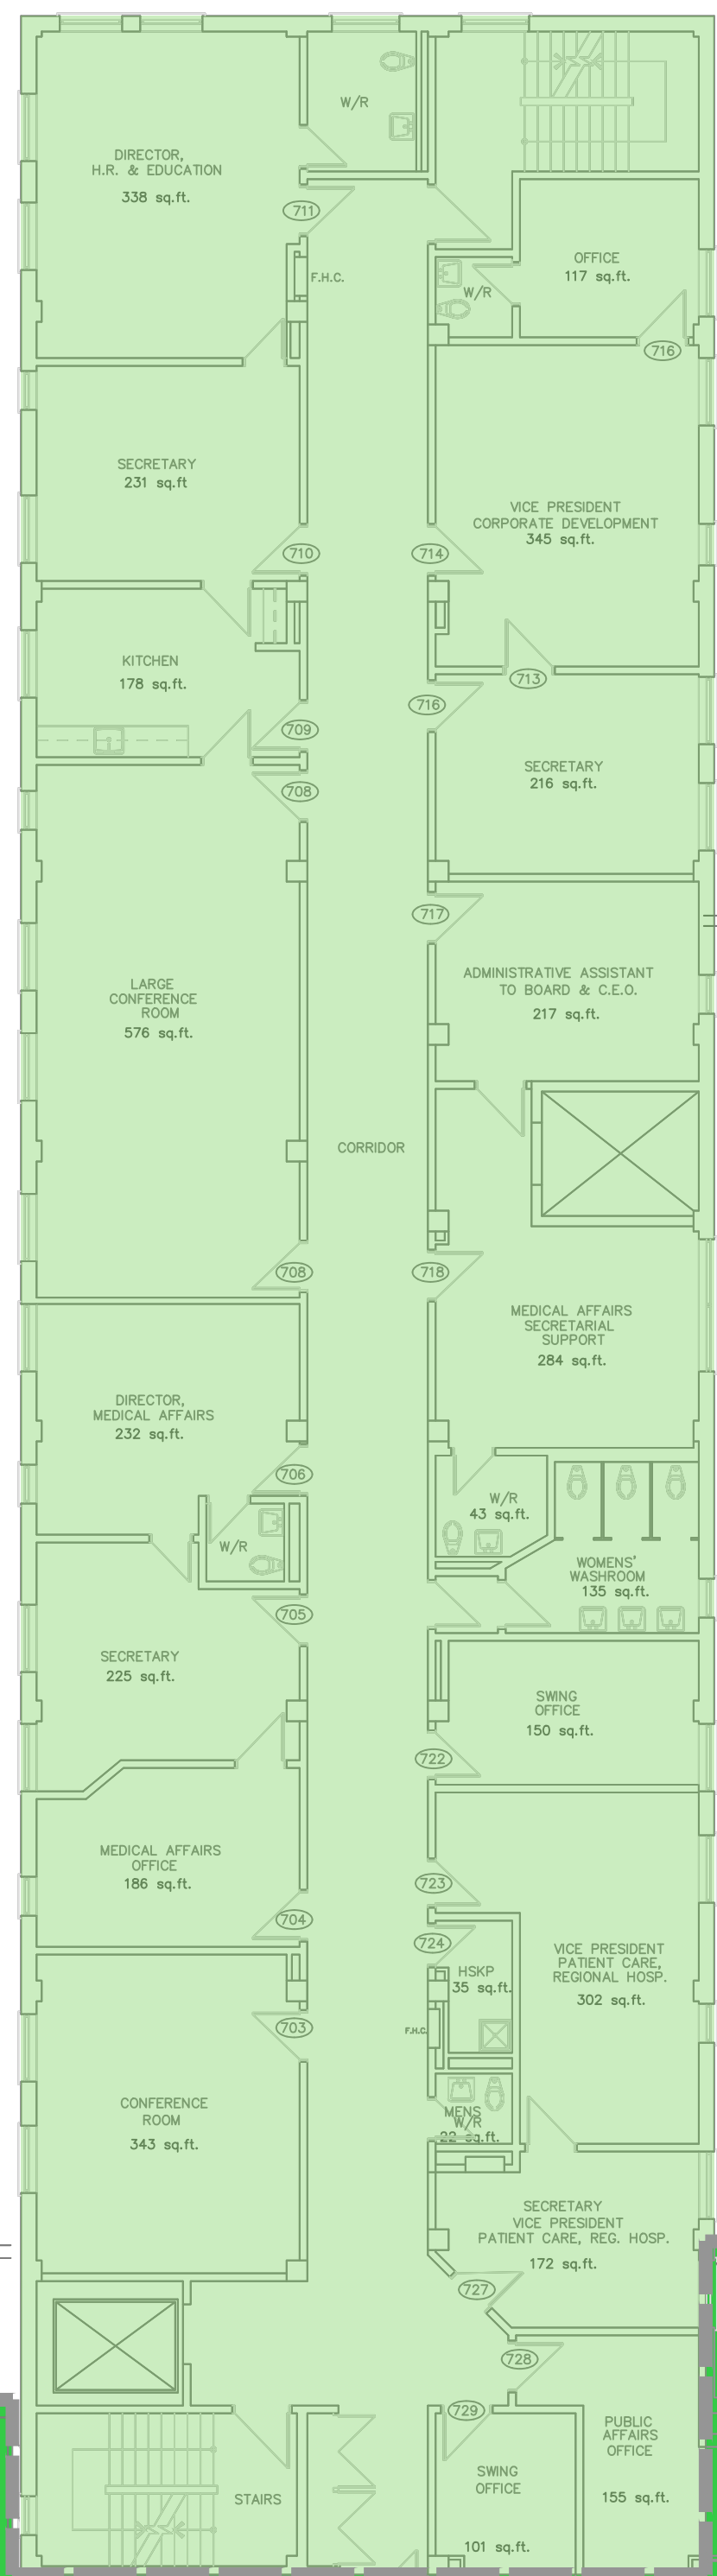 W/R
DIRECTOR,
H.R. & EDUCATION
338 sq.ft.
711
F.H.C.
OFFICE
117 sq.ft.
W/R
716
SECRETARY
231 sq.ft
710
714
VICE PRESIDENT
CORPORATE DEVELOPMENT
345 sq.ft.
KITCHEN
178 sq.ft.
713
716
709
708
SECRETARY
216 sq.ft.
717
LARGE
CONFERENCE
ROOM
576 sq.ft.
ADMINISTRATIVE ASSISTANT
TO BOARD & C.E.O.
217 sq.ft.
CORRIDOR
708
718
MEDICAL AFFAIRS
SECRETARIAL
SUPPORT
284 sq.ft.
DIRECTOR,
MEDICAL AFFAIRS
232 sq.ft.
706
W/R
43 sq.ft.
W/R
WOMENS'
WASHROOM
135 sq.ft.
705
SECRETARY
225 sq.ft.
SWING
OFFICE
150 sq.ft.
722
MEDICAL AFFAIRS
OFFICE
186 sq.ft.
723
704
724
VICE PRESIDENT
PATIENT CARE,
REGIONAL HOSP.
302 sq.ft.
HSKP
35 sq.ft.
703
F.H.C.
CONFERENCE
ROOM
343 sq.ft.
MENS
W/R
22 sq.ft.
SECRETARY
VICE PRESIDENT
PATIENT CARE, REG. HOSP.
172 sq.ft.
727
728
729
PUBLIC
AFFAIRS
OFFICE
155 sq.ft.
SWING
OFFICE
101 sq.ft.
STAIRS